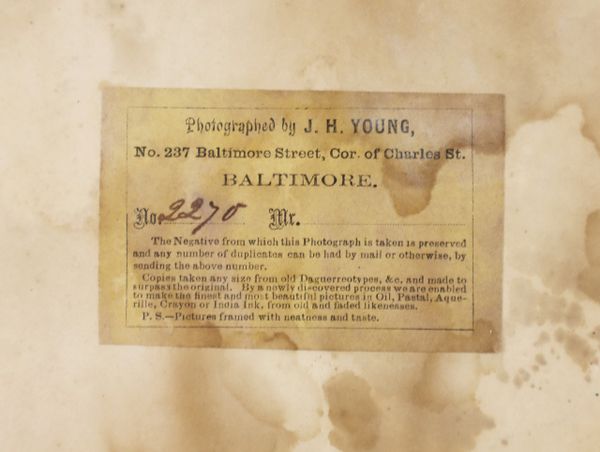 Photographed by J. H. YOUNG,
No. 237 Baltimore Street, Cor. of Charles St.
BALTIMORE.
No. 2270 Mr.
The Negative from which this Photograph is taken is preserved
and any number of duplicates can be had by mail or otherwise, by
sending the above number.
Copies taken any size from old Daguerreotypes, &c. and made to
surpass the original. By a newly discovered process we are enabled
to make the finest and most beautiful pictures in Oil, Pastal, Aque-
rille, Crayon or India Ink, from old and faded likenesses.
P. S.—Pictures framed with neatness and taste.